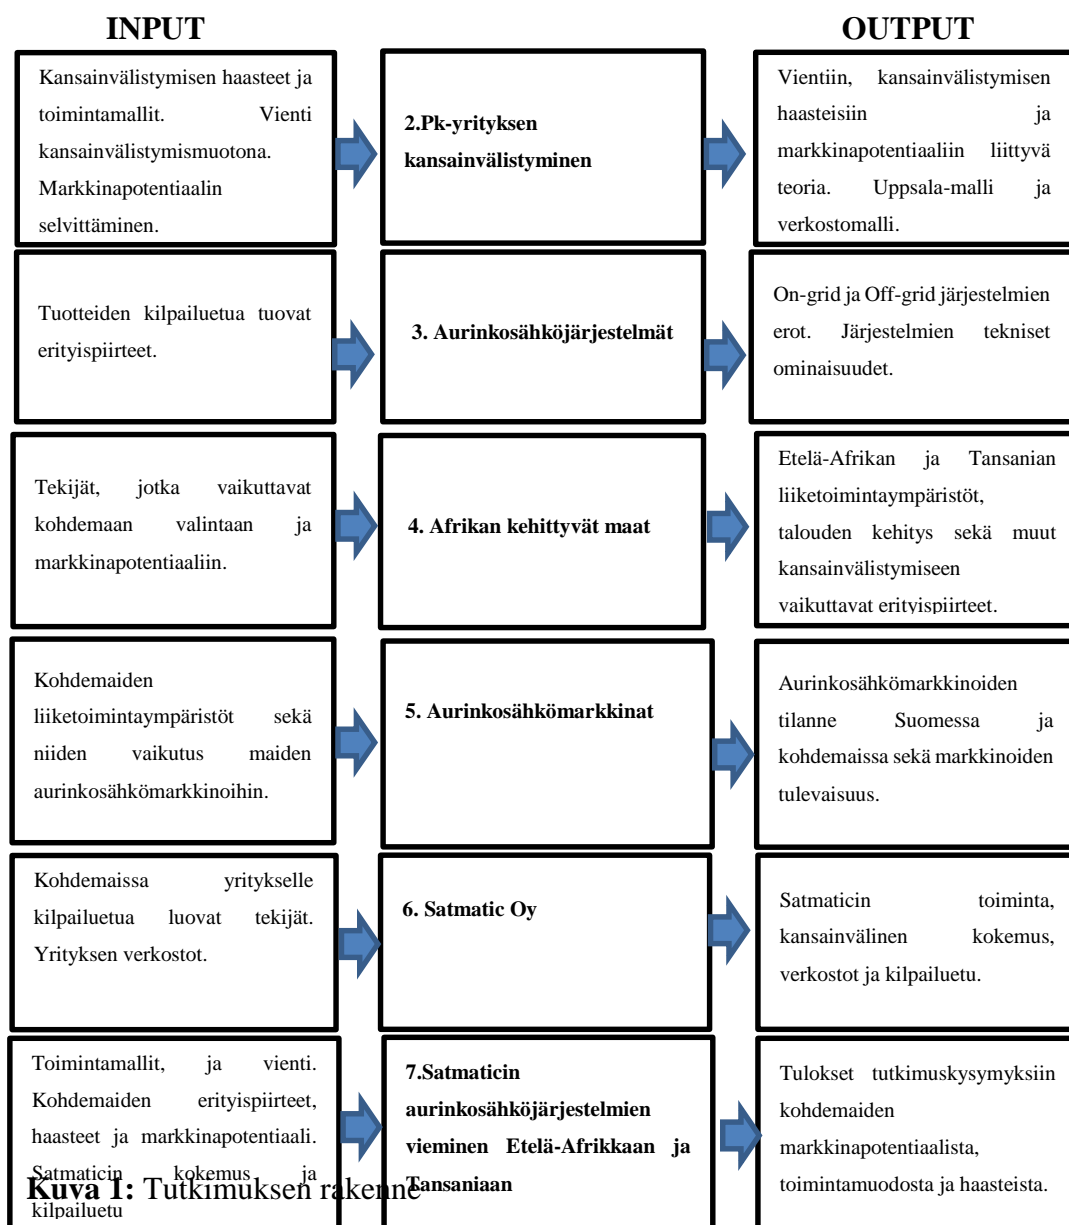 INPUT
OUTPUT
Kansainvälistymisen haasteet ja
toimintamallit. Vienti
kansainvälistymismuotona.
Markkinapotentiaalin
selvittäminen.
2.Pk-yrityksen
kansainvälistyminen
Vientiin, kansainvälistymisen
haasteisiin ja
markkinapotentiaaliin liittyvä
teoria. Uppsala-malli ja
verkostomalli.
Tuotteiden kilpailuetua tuovat
erityispiirteet.
3. Aurinkosähköjärjestelmät
On-grid ja Off-grid järjestelmien
erot. Järjestelmien tekniset
ominaisuudet.
Tekijät, jotka vaikuttavat
kohdemaan valintaan ja
markkinapotentiaaliin.
4. Afrikan kehittyvät maat
Etelä-Afrikan ja Tansanian
liiketoimintaympäristöt,
talouden kehitys sekä muut
kansainvälistymiseen
vaikuttavat erityispiirteet.
Kohdemaiden
liiketoimintaympäristöt sekä
niiden vaikutus maiden
aurinkosähkömarkkinoihin.
5. Aurinkosähkömarkkinat
Aurinkosähkömarkkinoiden
tilanne Suomessa ja
kohdemaissa sekä markkinoiden
tulevaisuus.
Kohdemaissa yritykselle
kilpailuetua luovat tekijät.
Yrityksen verkostot.
6. Satmatic Oy
Satmaticin toiminta,
kansainvälinen kokemus,
verkostot ja kilpailuetu.
Toimintamallit, ja vienti.
Kohdemaiden erityispiirteet,
haasteet ja markkinapotentiaali.
Satmaticin kokemus ja
kilpailuetu
7.Satmaticin
aurinkosähköjärjestelmien
vieminen Etelä-Afrikkaan ja
Tansaniaan
Tulokset tutkimuskysymyksiin
kohdemaiden
markkinapotentiaalista,
toimintamuodosta ja haasteista.
Kuva 1: Tutkimuksen rakenne